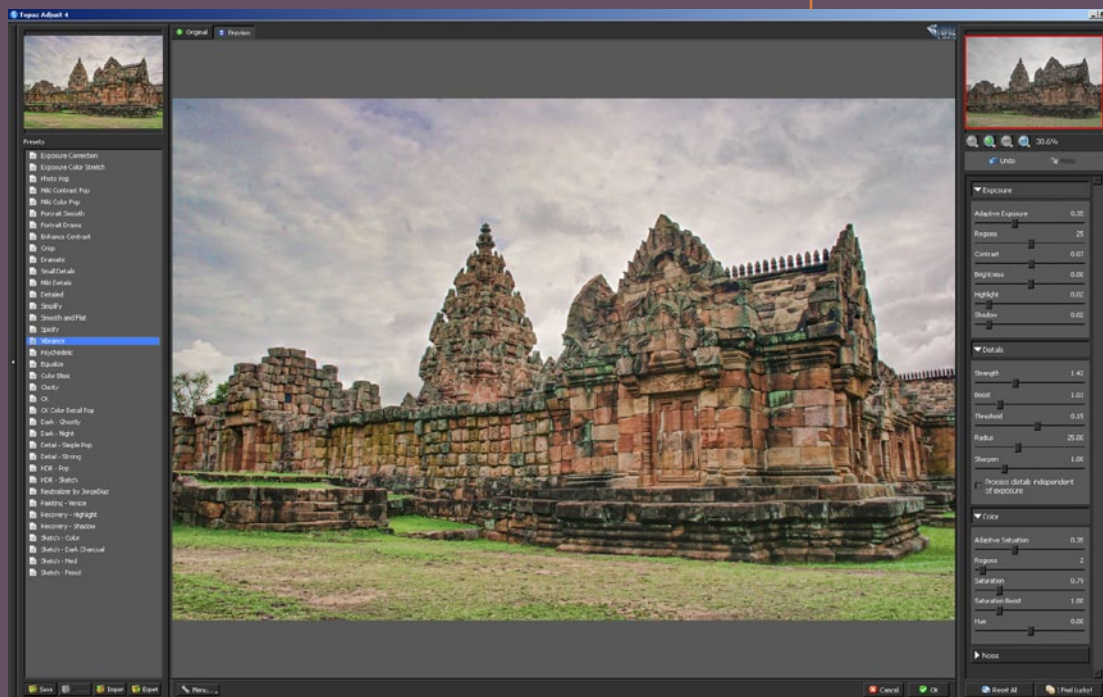 Topaz Adjust 4
Original
Preview
Presets
Exposure Correction
Exposure Color Stretch
Photo Pop
Mild Contrast Pop
Mild Color Pop
Portrait Smooth
Portrait Drama
Enhance Contrast
Crisp
Dramatic
Small Details
Mild Details
Detailed
Simplify
Smooth and Flat
Spicify
Vibrance
Psychedelic
Equalize
Color Blast
Clarity
CK
CK Color Decail Pop
Dark - Ghostly
Dark - Night
Detail - Simple Pop
Detail - Strong
HDR - Pop
HDR - Sketch
Neutralizer by JorgeDiaz
Painting - Venice
Recovery - Highlight
Recovery - Shadow
Sketch - Color
Sketch - Dark Charcoal
Sketch - Med
Sketch - Pencil
Save
Import
Export
Menu...
Cancel
OK
30.6%
Undo
Exposure
Adaptive Exposure 0.35
Regions 25
Contrast 0.07
Brightness 0.00
Highlight 0.02
Shadow 0.02
Details
Strength 1.42
Boost 1.02
Threshold 0.15
Radius 25.00
Sharpen 1.00
Process details independent
of exposure
Color
Adaptive Saturation 0.35
Regions 2
Saturation 0.79
Saturation Boost 1.00
Hue 0.00
Noise
Reset All
I Feel Lucky!